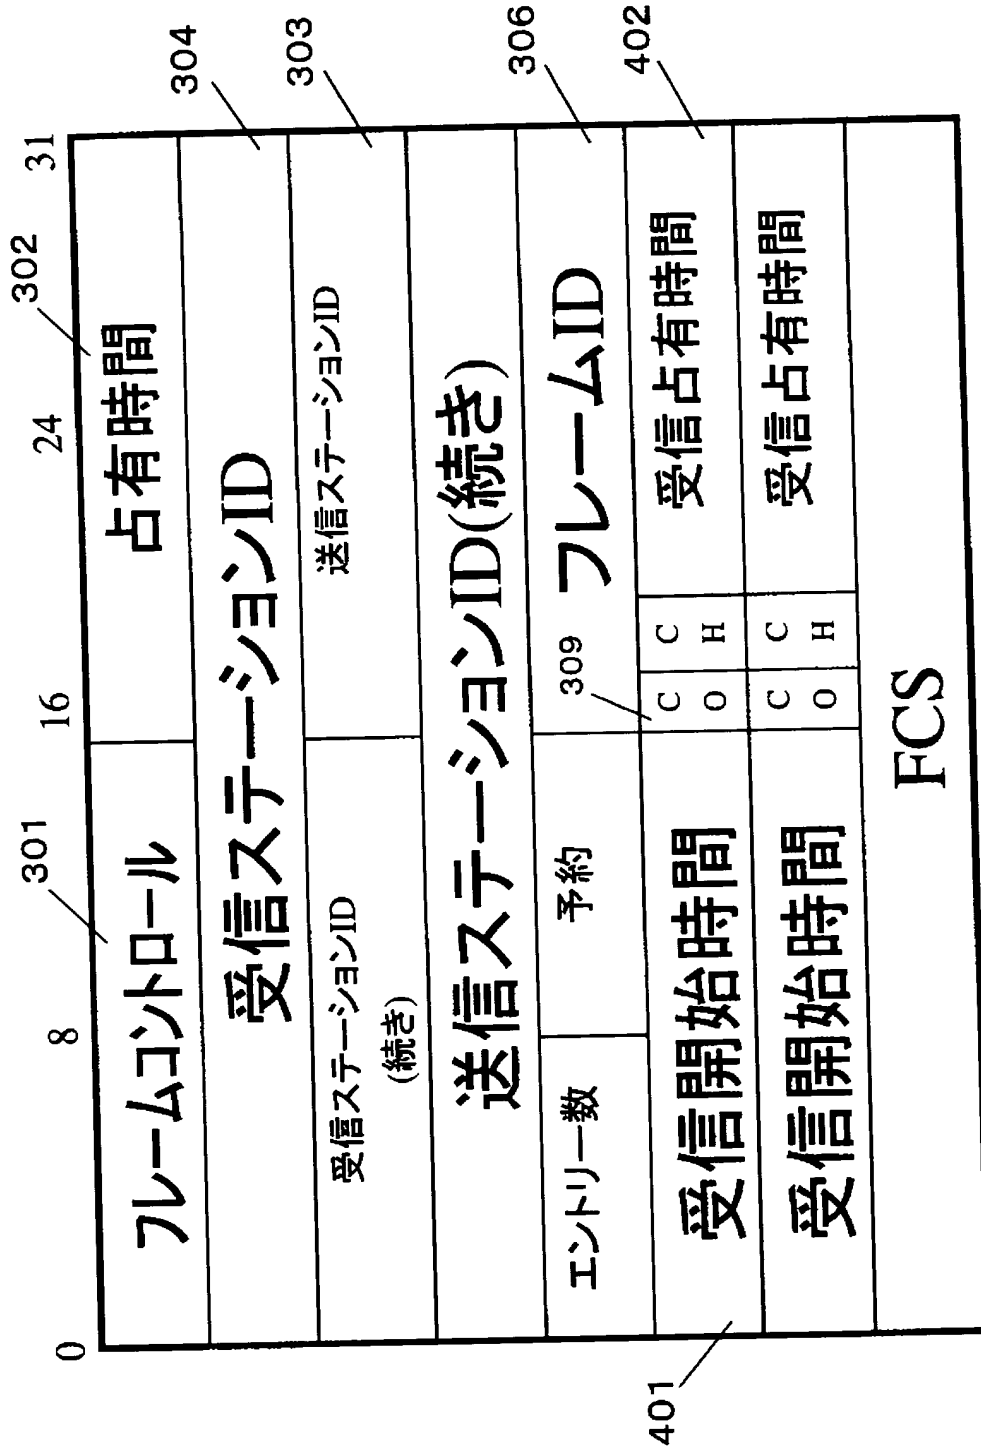 302
304
303
306
402
301
0
8
16
24
31
フレームコントロール
占有時間
受信ステーションID
受信ステーションID
(続き)
送信ステーションID
送信ステーションID(続き)
エントリー数
予約
309
フレームID
受信開始時間
C
O
C
H
受信占有時間
受信開始時間
C
O
C
H
受信占有時間
FCS
401